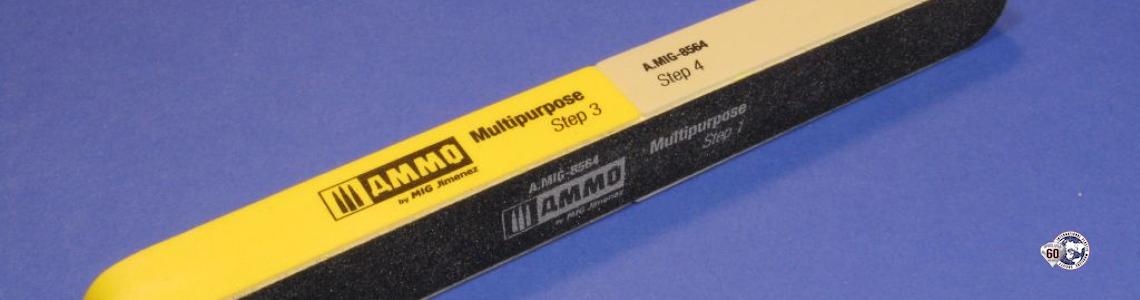 A.MIG-8564
Step 4
Multipurpose
Step 3
AMMO
by MIG Jimenez
Multipurpose
Step 1
A.MIG-8564
AMMO
by MIG Jimenez
60